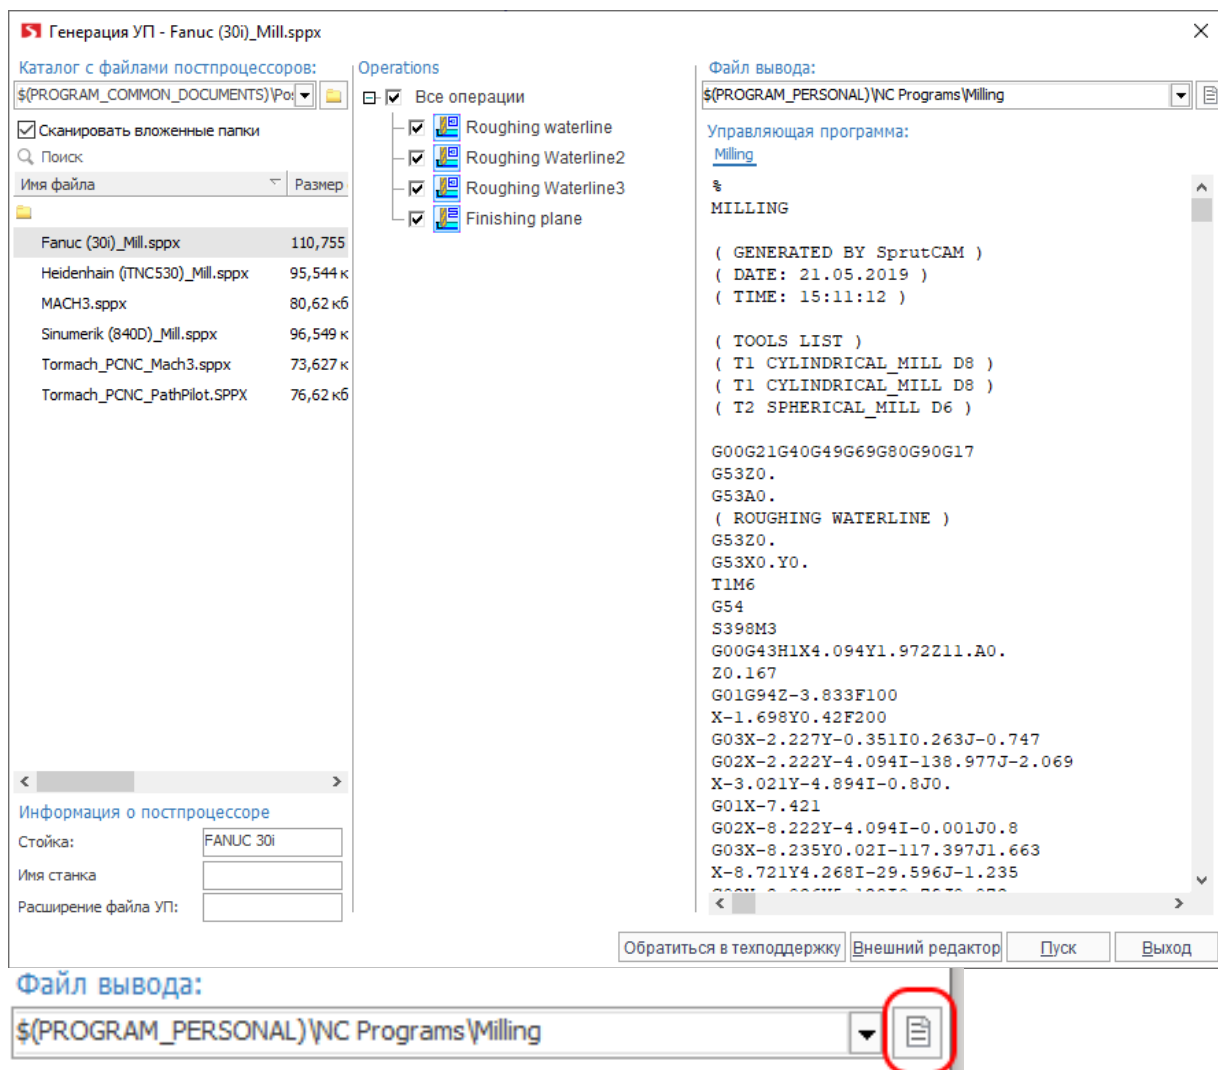 Генерация УП - Fanuc (30i)_Mill.sppx
Каталог с файлами постпроцессоров:
$(PROGRAM_COMMON_DOCUMENTS)\Po
Сканировать вложенные папки
Поиск
Имя файла Размер
Fanuc (30i)_Mill.sppx 110,755
Heidenhain (iTNC530)_Mill.sppx 95,544 к
MACH3.sppx 80,62 кб
Sinumerik (840D)_Mill.sppx 96,549 к
Tormach_PCNC_Mach3.sppx 73,627 к
Tormach_PCNC_PathPilot.SPPX 76,62 кб
Информация о постпроцессоре
Стойка: FANUC 30i
Имя станка
Расширение файла УП:
Operations
Все операции
Roughing waterline
Roughing Waterline2
Roughing Waterline3
Finishing plane
Файл вывода:
$(PROGRAM_PERSONAL)\NC Programs\Milling
Управляющая программа:
Milling
%
MILLING
( GENERATED BY SprutCAM )
( DATE: 21.05.2019 )
( TIME: 15:11:12 )
( TOOLS LIST )
( T1 CYLINDRICAL_MILL D8 )
( T1 CYLINDRICAL_MILL D8 )
( T2 SPHERICAL_MILL D6 )
G00G21G40G49G69G80G90G17
G53Z0.
G53A0.
( ROUGHING WATERLINE )
G53Z0.
G53X0.Y0.
T1M6
G54
S398M3
G00G43H1X4.094Y1.972Z11.A0.
Z0.167
G01G94Z-3.833F100
X-1.698Y0.42F200
G03X-2.227Y-0.351I0.263J-0.747
G02X-2.222Y-4.094I-138.977J-2.069
X-3.021Y-4.894I-0.8J0.
G01X-7.421
G02X-8.222Y-4.094I-0.001J0.8
G03X-8.235Y0.02I-117.397J1.663
X-8.721Y4.268I-29.596J-1.235
Обратиться в техподдержку Внешний редактор Пуск Выход
Файл вывода:
$(PROGRAM_PERSONAL)\NC Programs\Milling